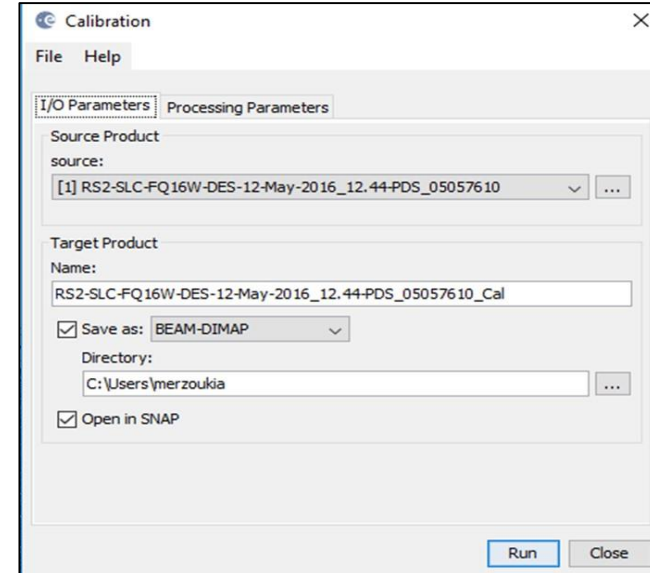 Calibration
File Help
I/O Parameters Processing Parameters
Source Product
source:
[1] RS2-SLC-FQ16W-DES-12-May-2016_12.44-PDS_05057610
...
Target Product
Name:
RS2-SLC-FQ16W-DES-12-May-2016_12.44-PDS_05057610_Cal
Save as: BEAM-DIMAP
Directory:
C:\Users\merzoukia
...
Open in SNAP
Run Close